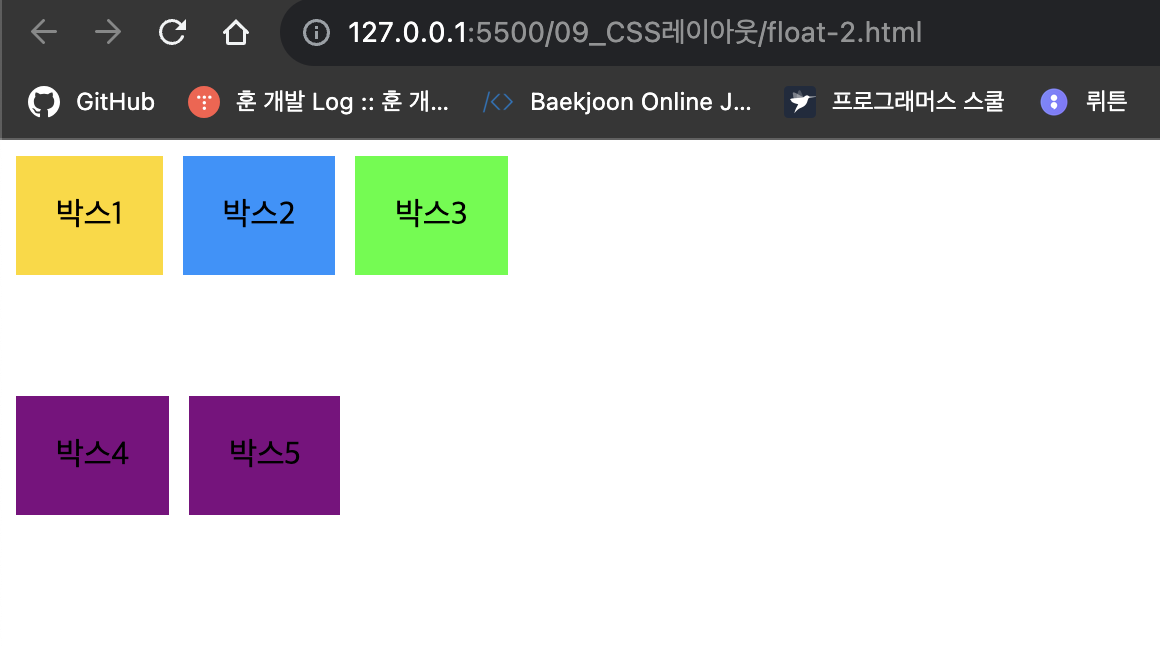 127.0.0.1:5500/09_CSS레이아웃/float-2.html
GitHub 훈 개발 Log :: 훈 개... Baekjoon Online J... 프로그래머스 스쿨 뤼튼
박스1 박스2 박스3
박스4 박스5